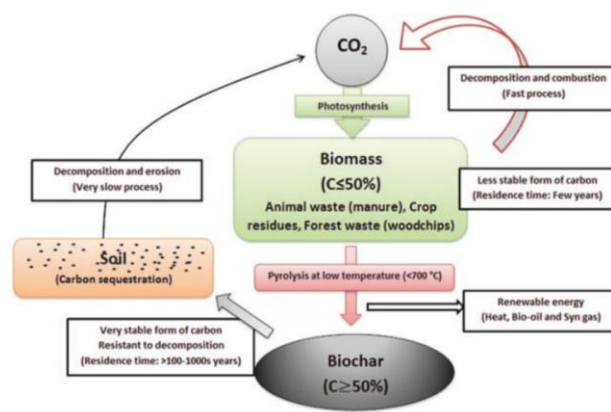 CO₂
Decomposition and combustion
(Fast process)
Photosynthesis
Biomass
(C≤50%)
Animal waste (manure), Crop
residues, Forest waste (woodchips)
Less stable form of carbon
(Residence time: Few years)
Decomposition and erosion
(Very slow process)
Soil
(Carbon sequestration)
Pyrolysis at low temperature (<700 °C)
Renewable energy
(Heat, Bio-oil and Syn gas)
Very stable form of carbon
Resistant to decomposition
(Residence time: >100-1000s years)
Biochar
(C≥50%)